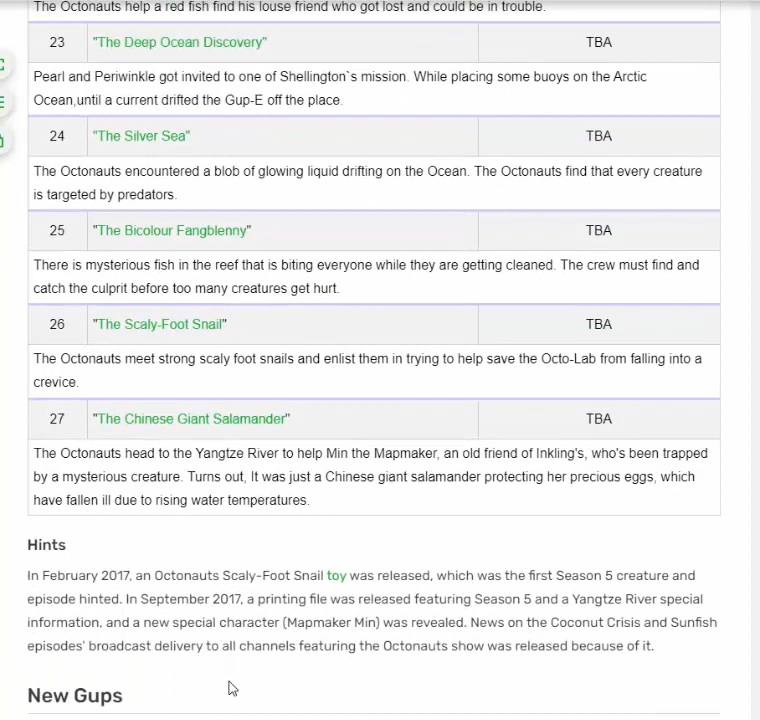 The Octonauts help a red fish find his louse friend who got lost and could be in trouble.
23 "The Deep Ocean Discovery" TBA
Pearl and Periwinkle got invited to one of Shellington`s mission. While placing some buoys on the Arctic
Ocean,until a current drifted the Gup-E off the place.
24 "The Silver Sea" TBA
The Octonauts encountered a blob of glowing liquid drifting on the Ocean. The Octonauts find that every creature
is targeted by predators.
25 "The Bicolour Fangblenny" TBA
There is mysterious fish in the reef that is biting everyone while they are getting cleaned. The crew must find and
catch the culprit before too many creatures get hurt.
26 "The Scaly-Foot Snail" TBA
The Octonauts meet strong scaly foot snails and enlist them in trying to help save the Octo-Lab from falling into a
crevice.
27 "The Chinese Giant Salamander" TBA
The Octonauts head to the Yangtze River to help Min the Mapmaker, an old friend of Inkling's, who's been trapped
by a mysterious creature. Turns out, It was just a Chinese giant salamander protecting her precious eggs, which
have fallen ill due to rising water temperatures.
Hints
In February 2017, an Octonauts Scaly-Foot Snail toy was released, which was the first Season 5 creature and
episode hinted. In September 2017, a printing file was released featuring Season 5 and a Yangtze River special
information, and a new special character (Mapmaker Min) was revealed. News on the Coconut Crisis and Sunfish
episodes' broadcast delivery to all channels featuring the Octonauts show was released because of it.
New Gups